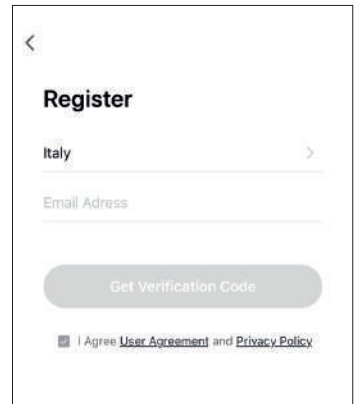 Register
Italy
Email Adress
Get Verification Code
I Agree User Agreement and Privacy Policy